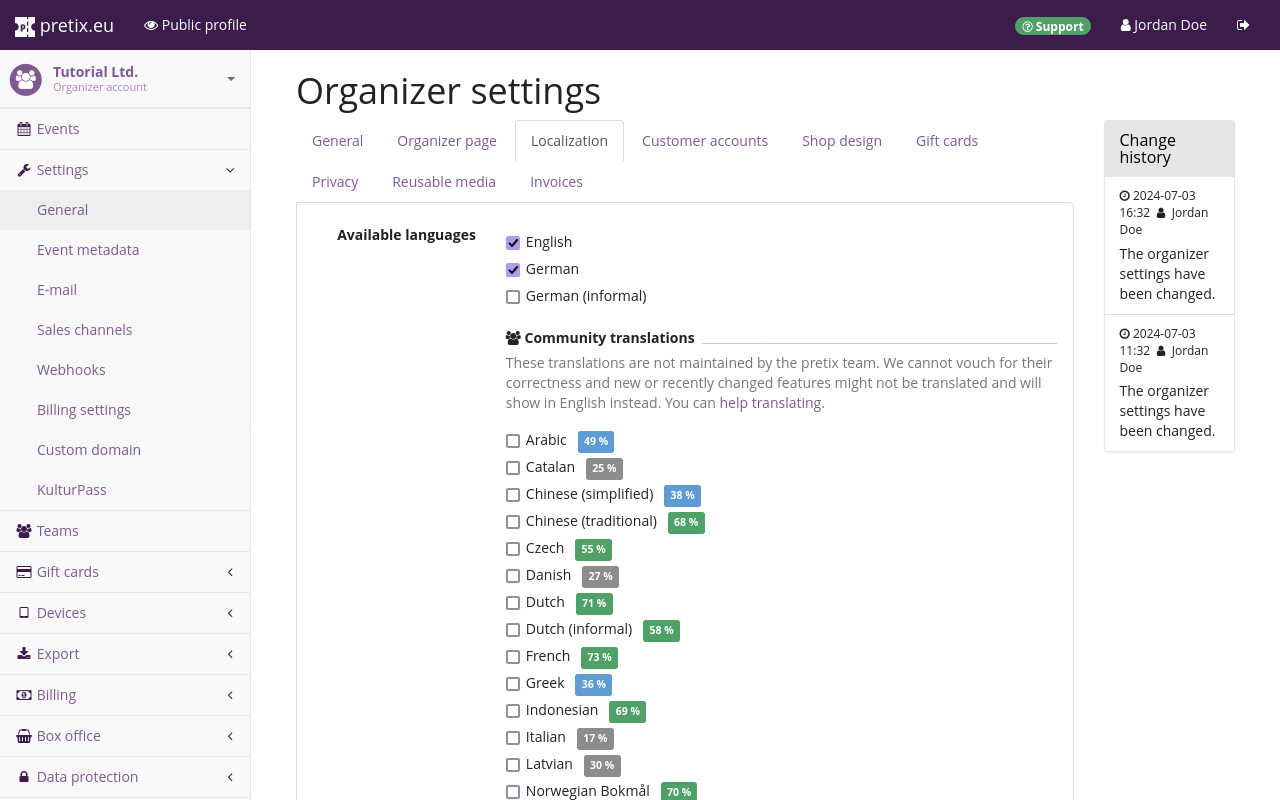 pretix.eu
Public profile
Support
Jordan Doe
Tutorial Ltd.
Organizer account
Events
Settings
General
Event metadata
E-mail
Sales channels
Webhooks
Billing settings
Custom domain
KulturPass
Teams
Gift cards
Devices
Export
Billing
Box office
Data protection
Organizer settings
General
Organizer page
Localization
Customer accounts
Shop design
Gift cards
Privacy
Reusable media
Invoices
Available languages
English
German
German (informal)
Community translations
These translations are not maintained by the pretix team. We cannot vouch for their
correctness and new or recently changed features might not be translated and will
show in English instead. You can help translating.
Arabic 49 %
Catalan 25 %
Chinese (simplified) 38 %
Chinese (traditional) 68 %
Czech 55 %
Danish 27 %
Dutch 71 %
Dutch (informal) 58 %
French 73 %
Greek 36 %
Indonesian 69 %
Italian 17 %
Latvian 30 %
Norwegian Bokmål 70 %
Change
history
2024-07-03
16:32 Jordan
Doe
The organizer
settings have
been changed.
2024-07-03
11:32 Jordan
Doe
The organizer
settings have
been changed.